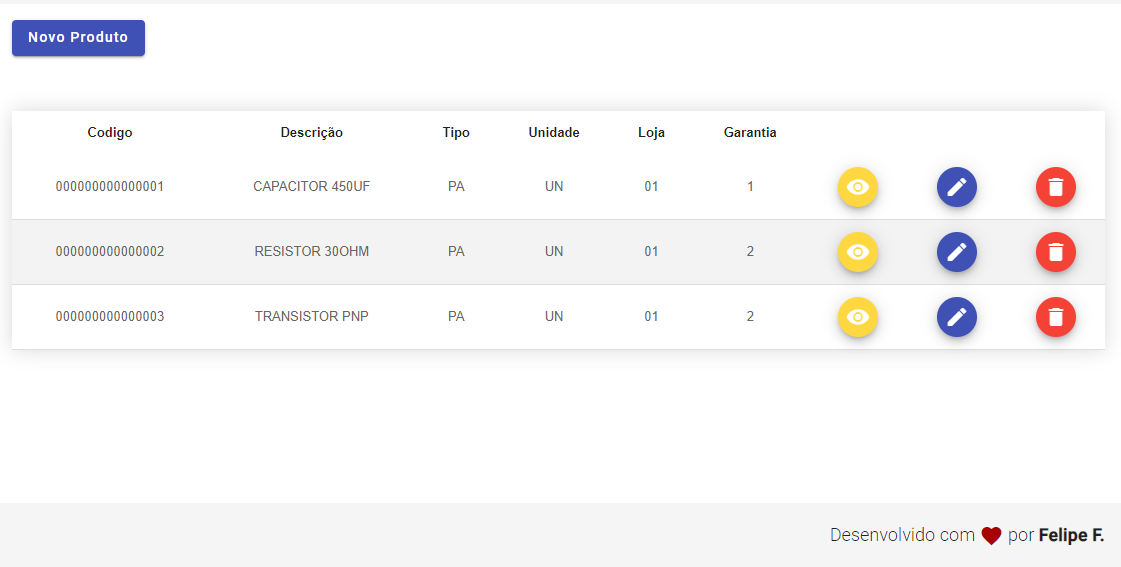 Novo Produto
Codigo Descrição Tipo Unidade Loja Garantia
000000000000001 CAPACITOR 450UF PA UN 01 1
000000000000002 RESISTOR 30OHM PA UN 01 2
000000000000003 TRANSISTOR PNP PA UN 01 2
Desenvolvido com por Felipe F.